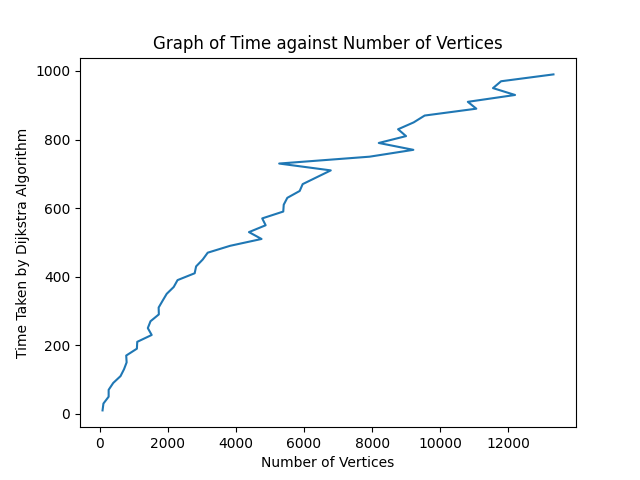 Graph of Time against Number of Vertices
Time Taken by Dijkstra Algorithm
1000
800
600
400
200
0
0 2000 4000 6000 8000 10000 12000
Number of Vertices